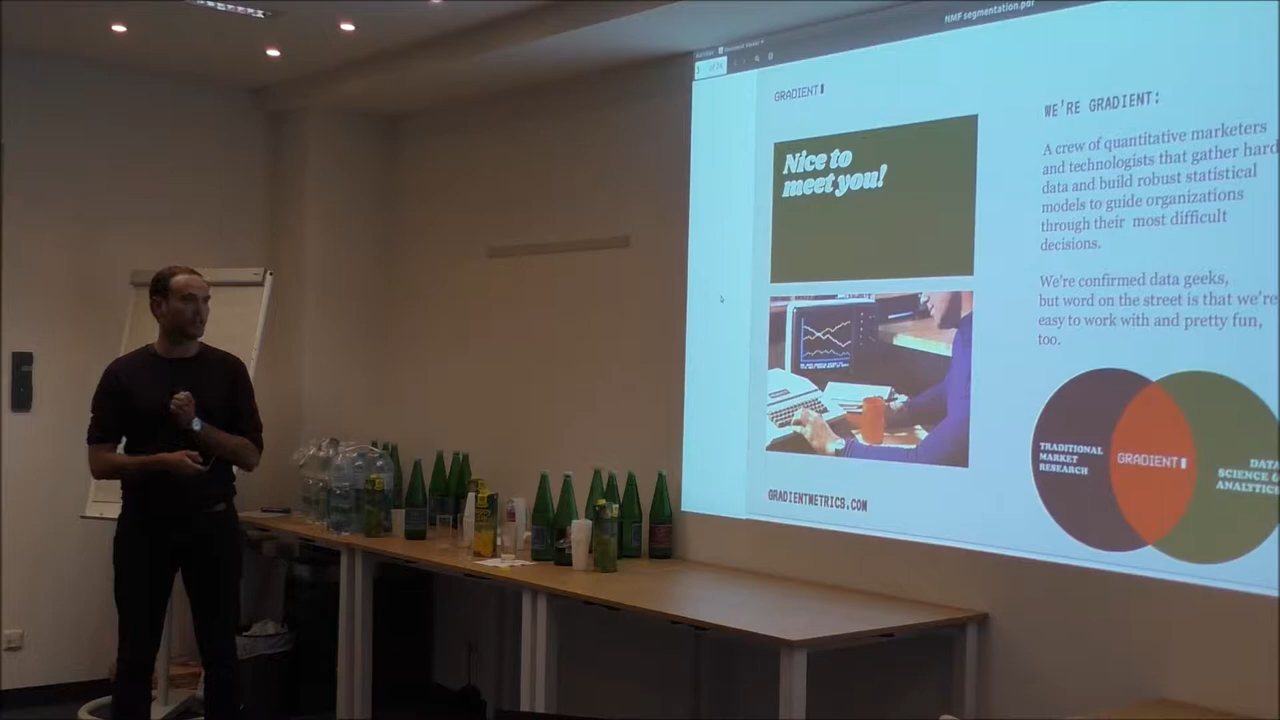 NMF segmentation.pdf
GRADIENT
Nice to
meet you!
GRADIENTMETRICS.COM
WE'RE GRADIENT:
A crew of quantitative marketers
and technologists that gather hard
data and build robust statistical
models to guide organizations
through their most difficult
decisions.
We're confirmed data geeks,
but word on the street is that we're
easy to work with and pretty fun,
too.
TRADITIONAL
MARKET
RESEARCH
GRADIENT
DATA
SCIENCE &
ANALYTICS